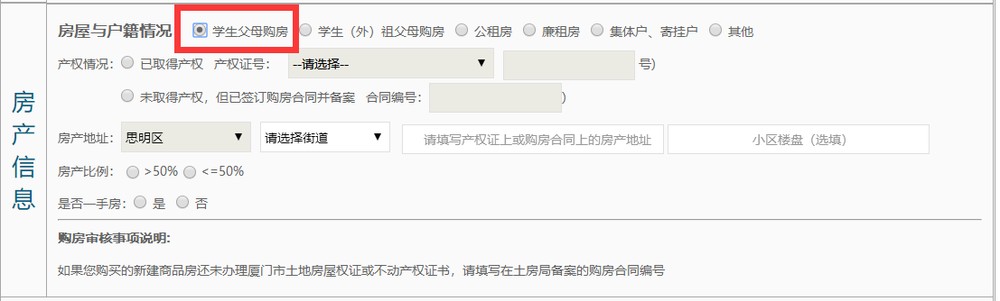 房产信息
房屋与户籍情况 学生父母购房 学生（外）祖父母购房 公租房 廉租房 集体户、寄挂户 其他
产权情况： 已取得产权 产权证号： --请选择-- 号)
未取得产权，但已签订购房合同并备案 合同编号： )
房产地址： 思明区 请选择街道 请填写产权证上或购房合同上的房产地址 小区楼盘（选填）
房产比例： >50% <=50%
是否一手房： 是 否
购房审核事项说明:
如果您购买的新建商品房还未办理厦门市土地房屋权证或不动产权证书，请填写在土房局备案的购房合同编号